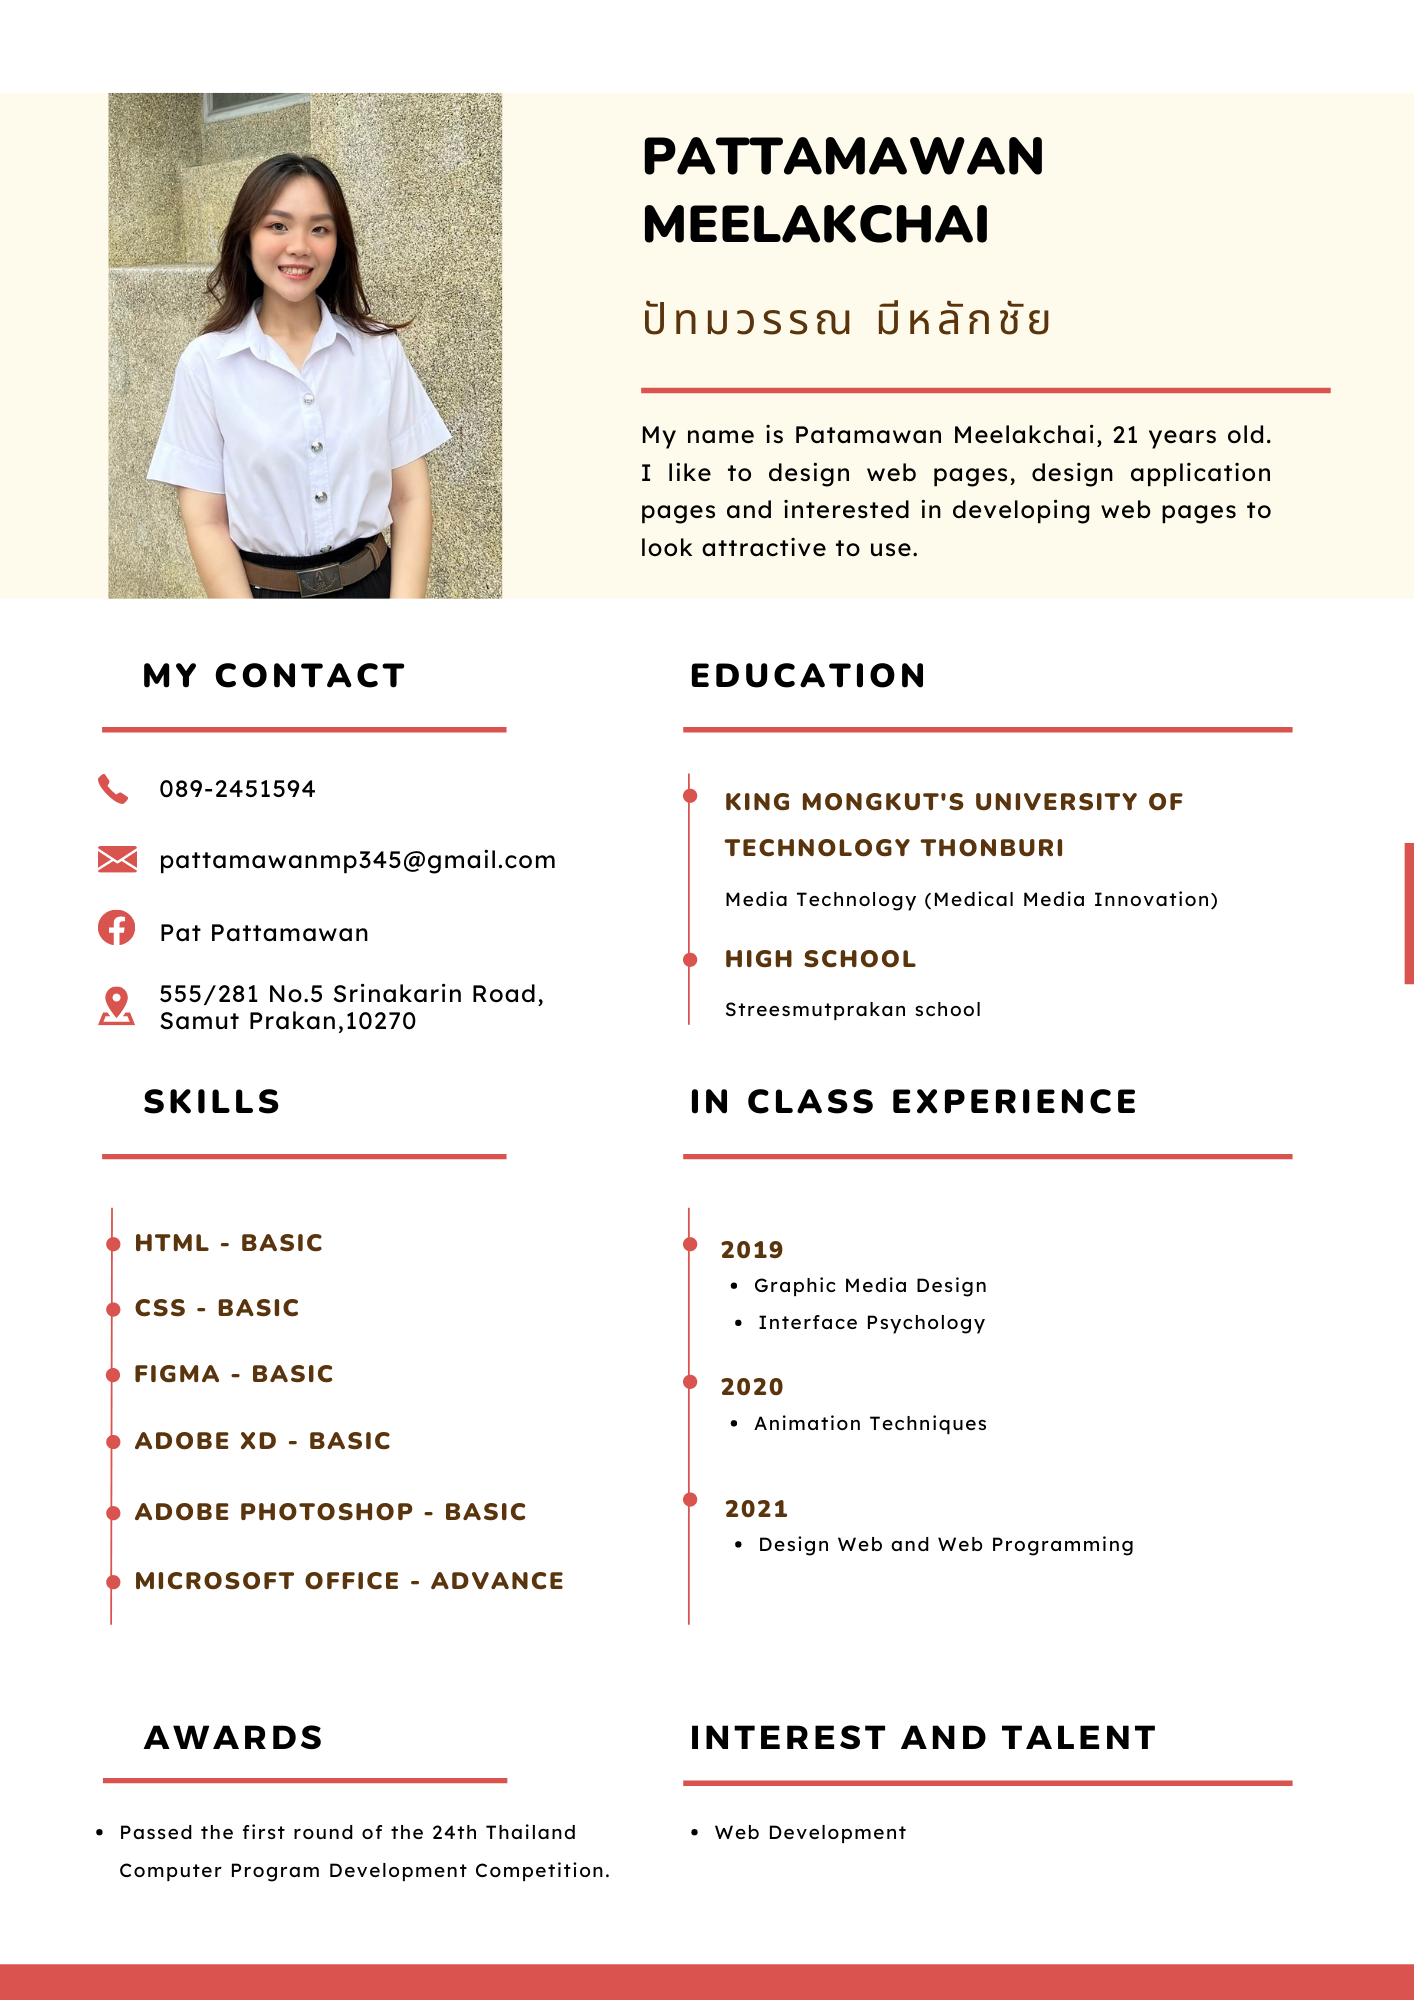 PATTAMAWAN
MEELAKCHAI
ปัทมวรรณ มีหลักชัย
My name is Patamawan Meelakchai, 21 years old.
I like to design web pages, design application
pages and interested in developing web pages to
look attractive to use.
MY CONTACT
089-2451594
pattamawanmp345@gmail.com
Pat Pattamawan
555/281 No.5 Srinakarin Road,
Samut Prakan,10270
EDUCATION
KING MONGKUT'S UNIVERSITY OF
TECHNOLOGY THONBURI
Media Technology (Medical Media Innovation)
HIGH SCHOOL
Streesmutprakan school
SKILLS
HTML - BASIC
CSS - BASIC
FIGMA - BASIC
ADOBE XD - BASIC
ADOBE PHOTOSHOP - BASIC
MICROSOFT OFFICE - ADVANCE
IN CLASS EXPERIENCE
2019
• Graphic Media Design
• Interface Psychology
2020
• Animation Techniques
2021
• Design Web and Web Programming
AWARDS
• Passed the first round of the 24th Thailand
Computer Program Development Competition.
INTEREST AND TALENT
• Web Development